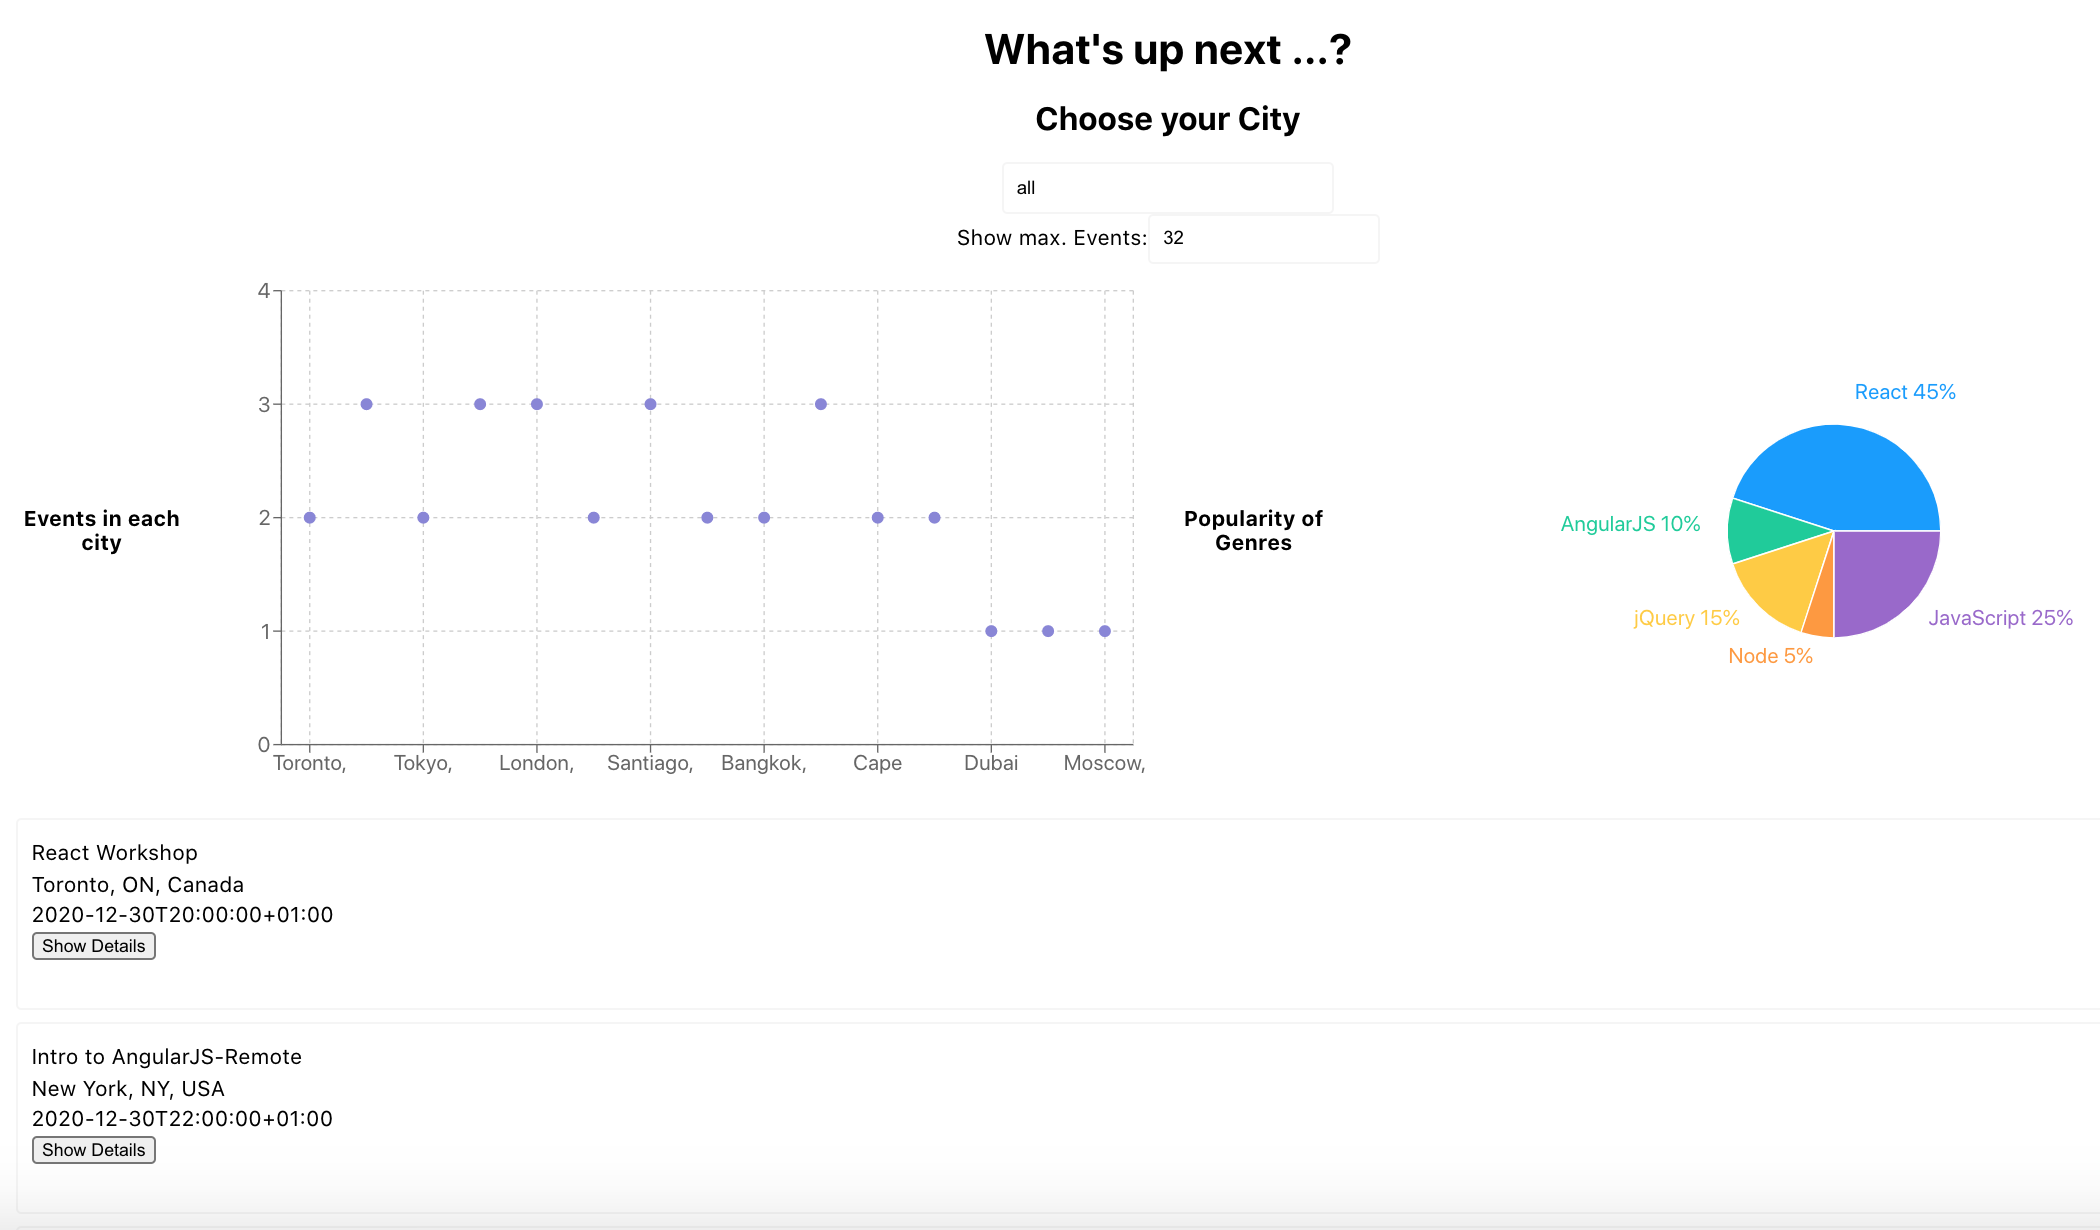 What's up next ...?
Choose your City
all
Show max. Events: 32
Events in each
city
4
3
2
1
0
Toronto, Tokyo, London, Santiago, Bangkok, Cape Dubai Moscow,
Popularity of
Genres
React 45%
AngularJS 10%
jQuery 15%
JavaScript 25%
Node 5%
React Workshop
Toronto, ON, Canada
2020-12-30T20:00:00+01:00
Show Details
Intro to AngularJS-Remote
New York, NY, USA
2020-12-30T22:00:00+01:00
Show Details